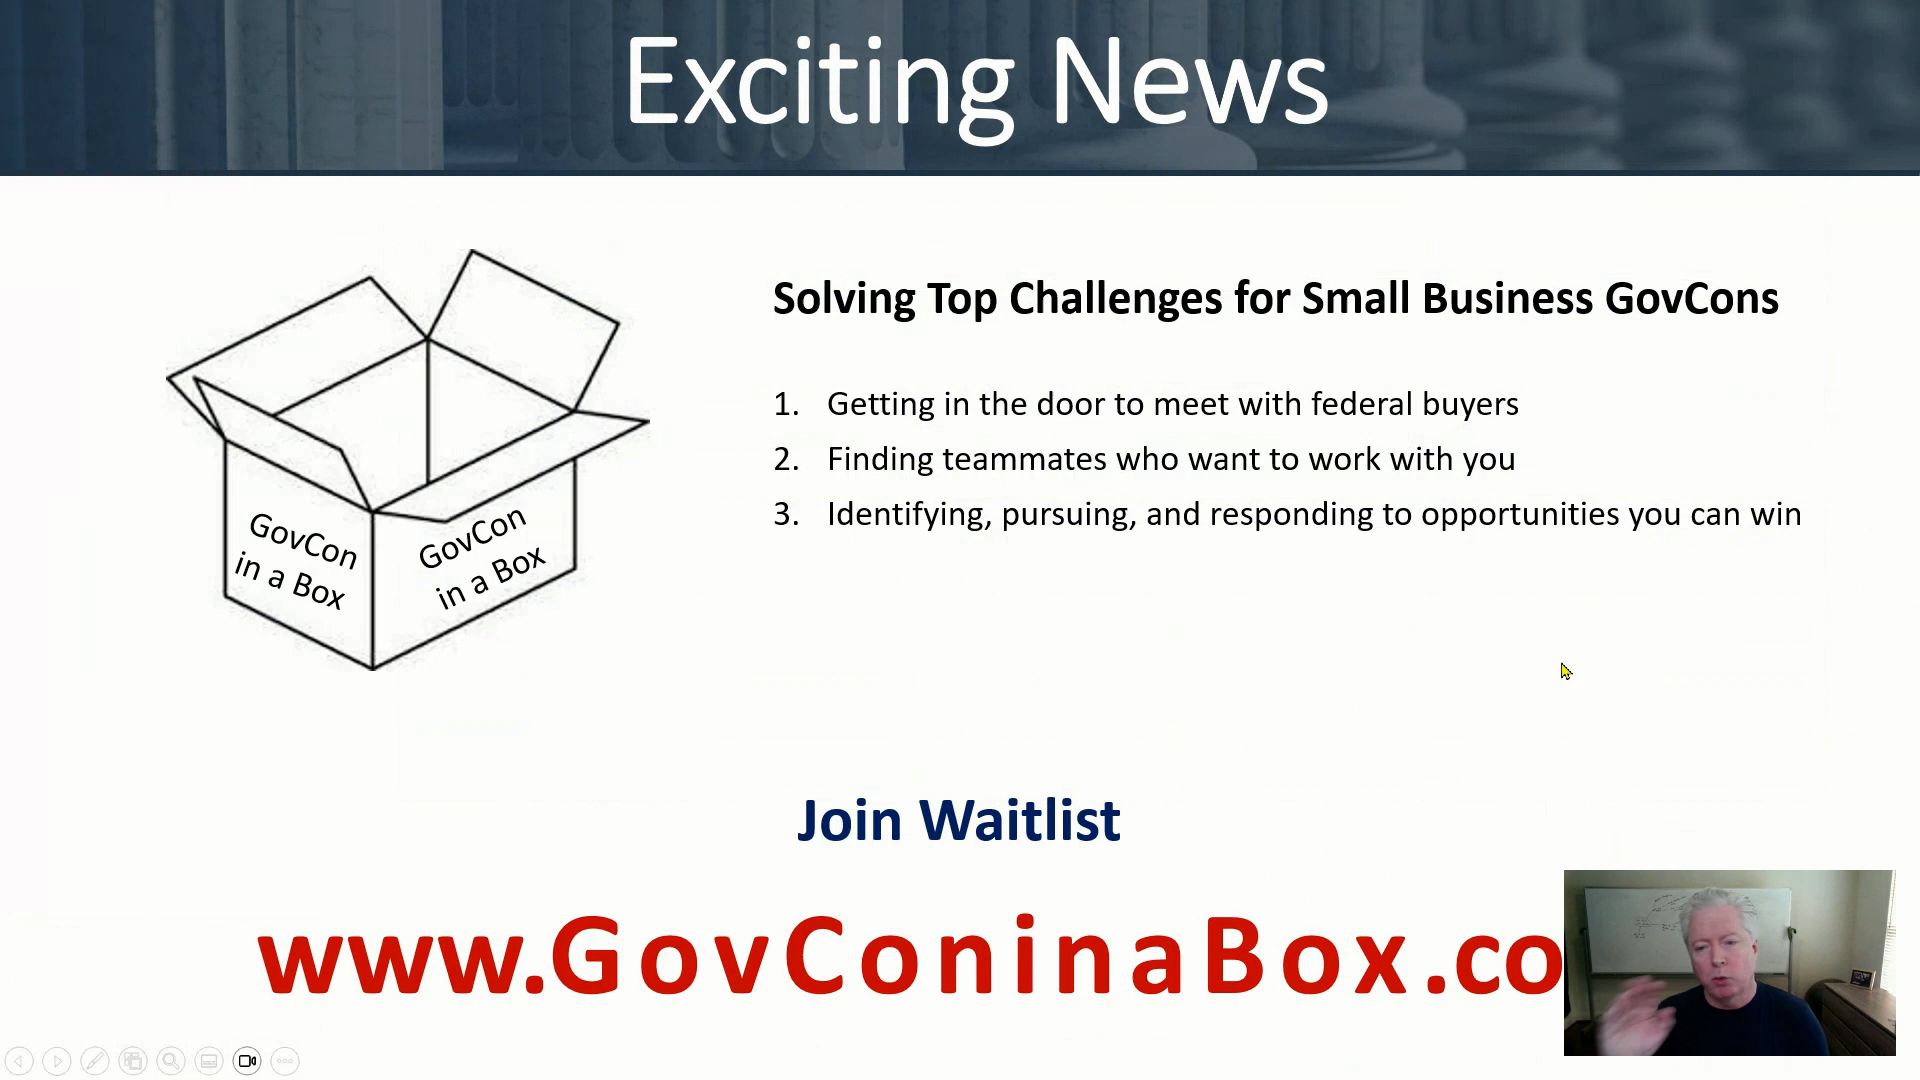 Exciting News
Solving Top Challenges for Small Business GovCons
1. Getting in the door to meet with federal buyers
2. Finding teammates who want to work with you
3. Identifying, pursuing, and responding to opportunities you can win
GovCon
in a Box
GovCon
in a Box
Join Waitlist
www.GovConinaBox.co